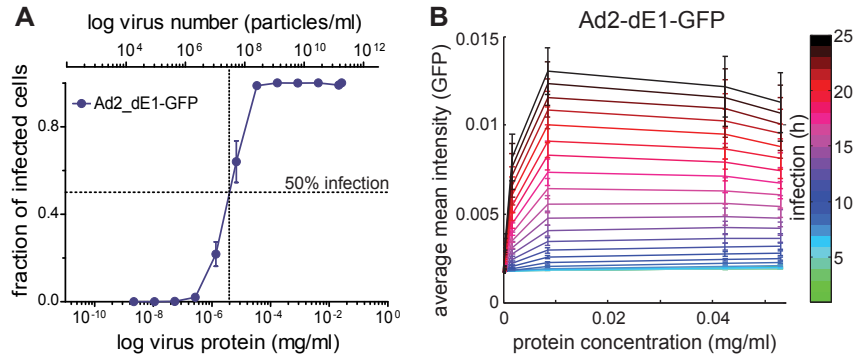 A
log virus number (particles/ml)
10⁴ 10⁶ 10⁸ 10¹⁰ 10¹²
Ad2_dE1-GFP
fraction of infected cells
0.8
0.4
0.0
50% infection
10⁻¹⁰ 10⁻⁸ 10⁻⁶ 10⁻⁴ 10⁻² 10⁰
log virus protein (mg/ml)
B
Ad2-dE1-GFP
average mean intensity (GFP)
0.015
0.01
0.005
0
0 0.02 0.04
protein concentration (mg/ml)
25
20
15
10
5
infection (h)